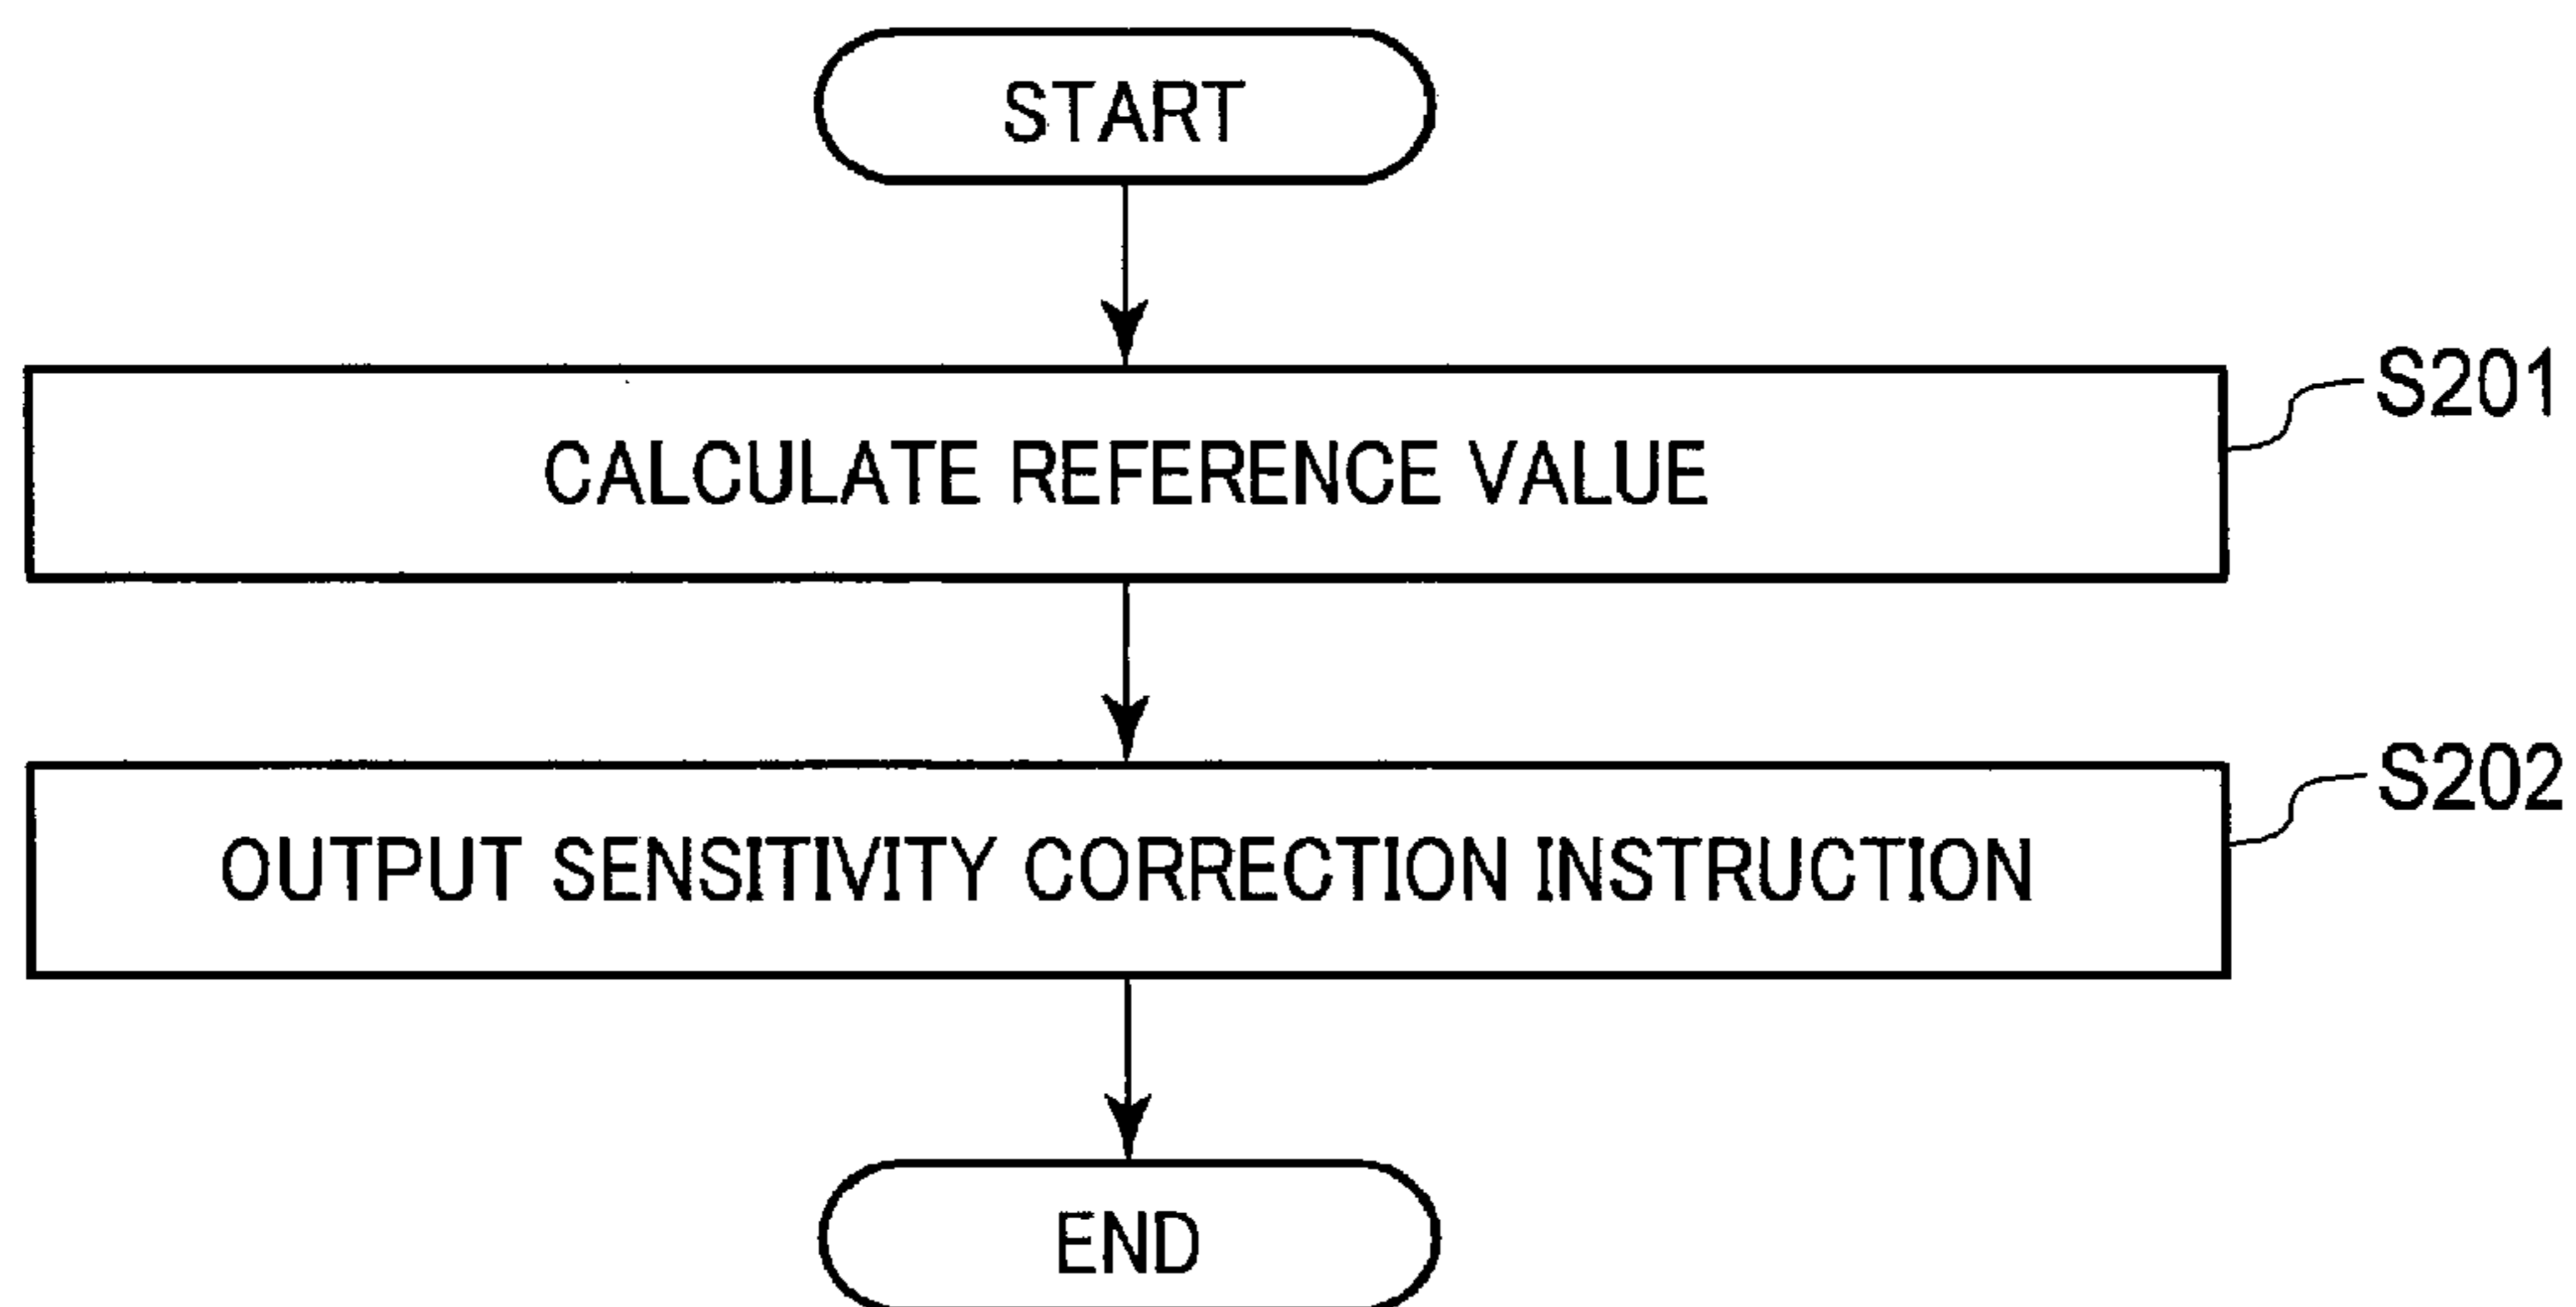 START
CALCULATE REFERENCE VALUE
S201
OUTPUT SENSITIVITY CORRECTION INSTRUCTION
S202
END